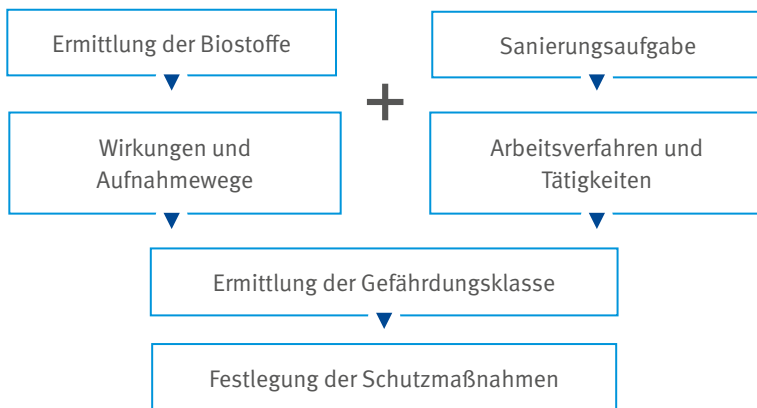 Ermittlung der Biostoffe
Sanierungsaufgabe
+
Wirkungen und
Aufnahmewege
Arbeitsverfahren und
Tätigkeiten
Ermittlung der Gefährdungsklasse
Festlegung der Schutzmaßnahmen